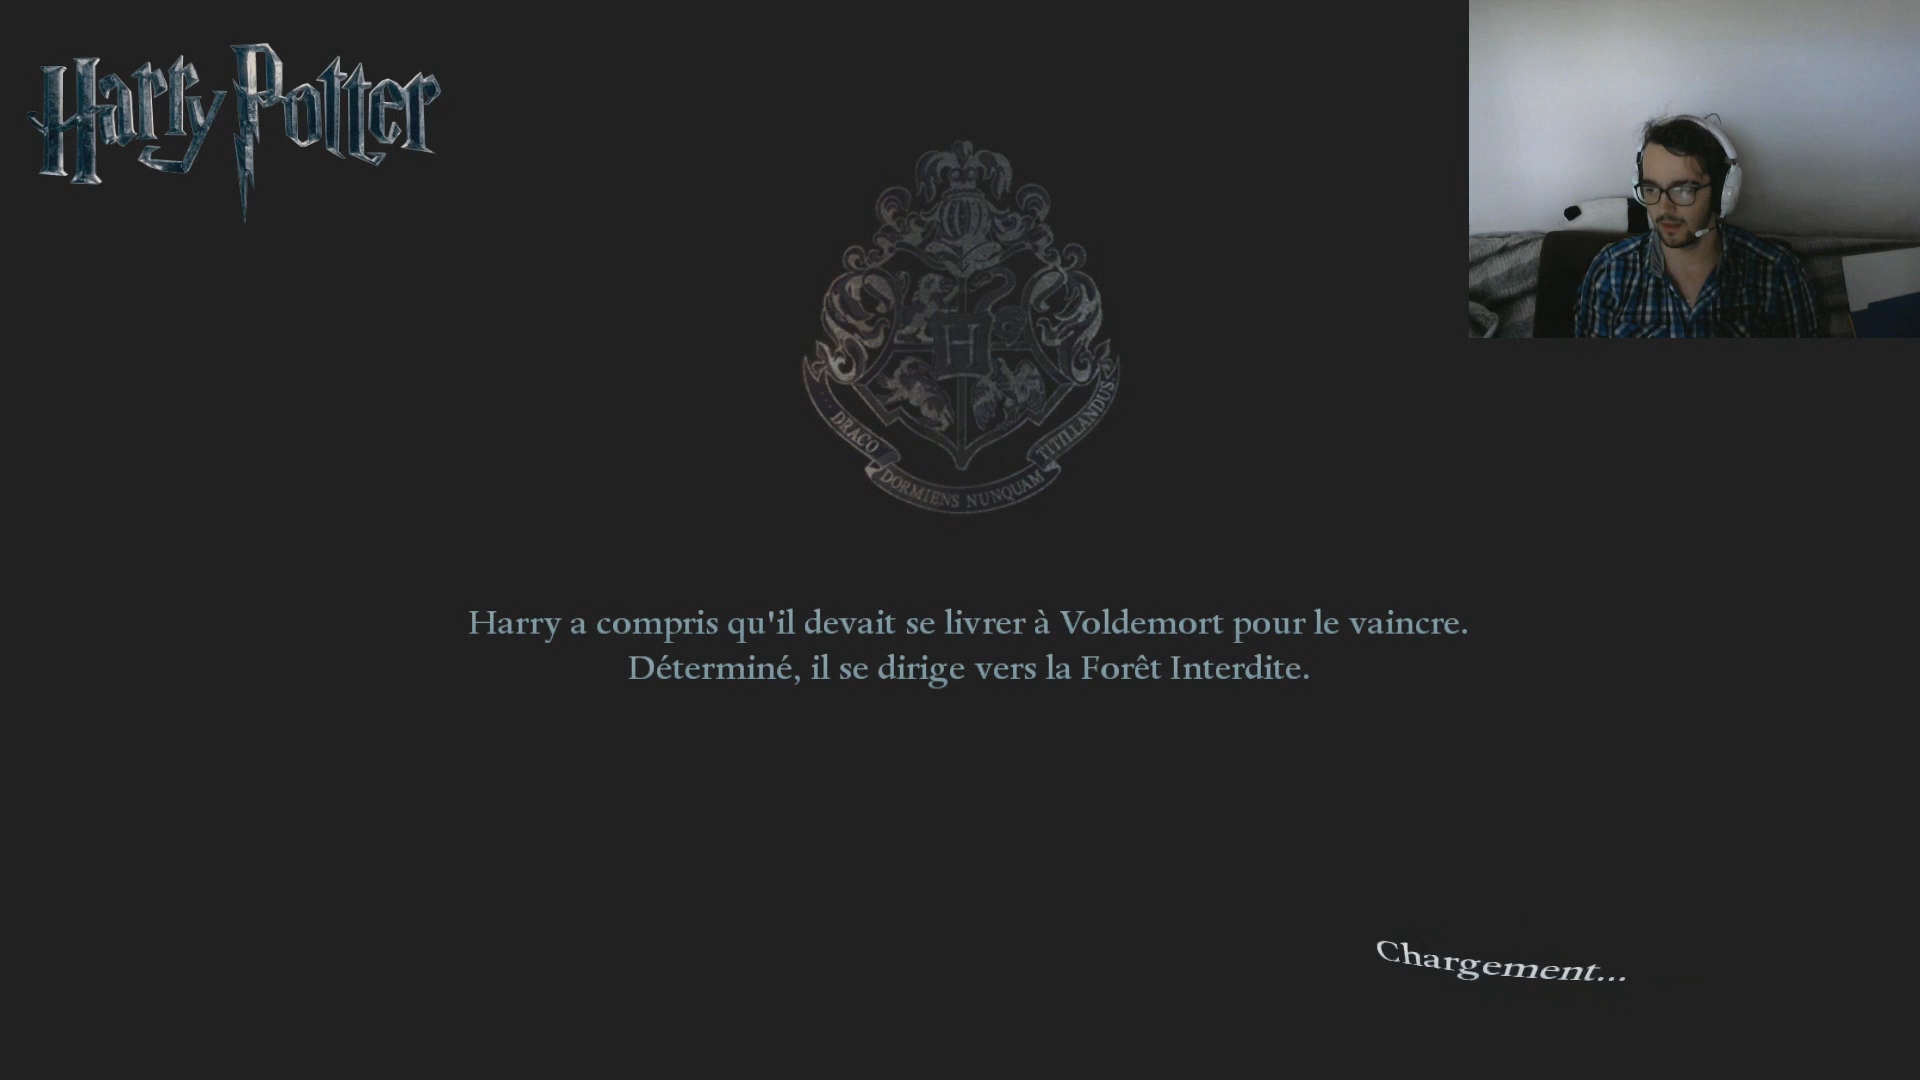 Harry Potter
H
DRACO DORMIENS NUNQUAM TITILLANDUS
Harry a compris qu'il devait se livrer à Voldemort pour le vaincre.
Déterminé, il se dirige vers la Forêt Interdite.
Chargement...